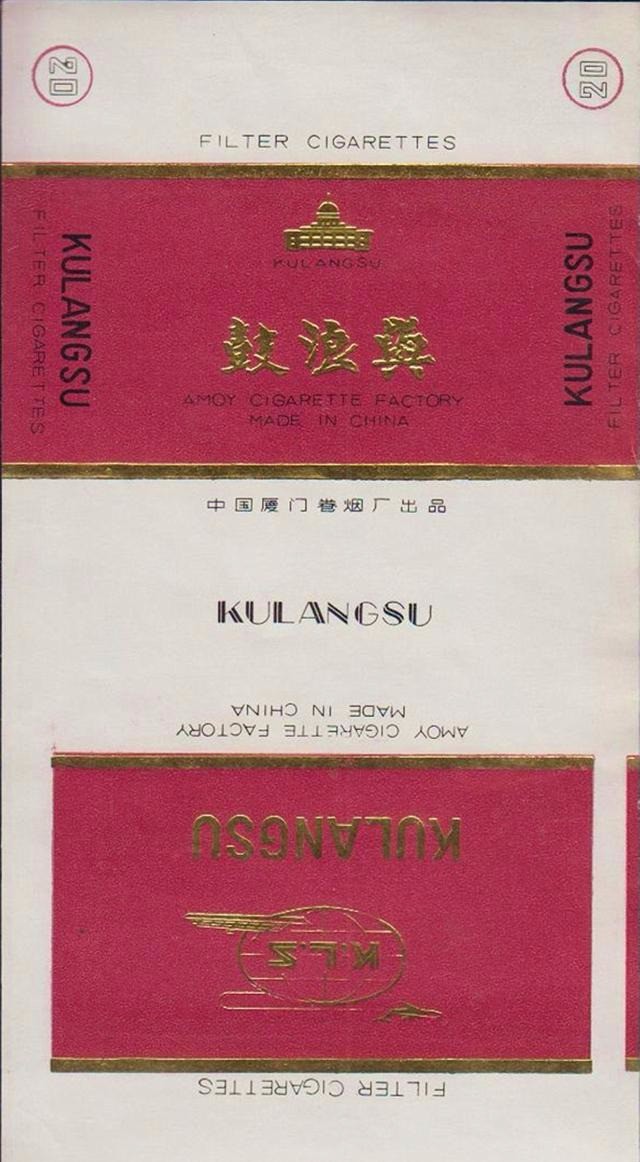 20
20
FILTER CIGARETTES
KULANGSU
鼓浪嶼
AMOY CIGARETTE FACTORY
MADE IN CHINA
KULANGSU
FILTER CIGARETTES
KULANGSU
FILTER CIGARETTES
中国厦门卷烟厂出品
KULANGSU
AMOY CIGARETTE FACTORY
MADE IN CHINA
FILTER CIGARETTES
K.L.S
KULANGSU